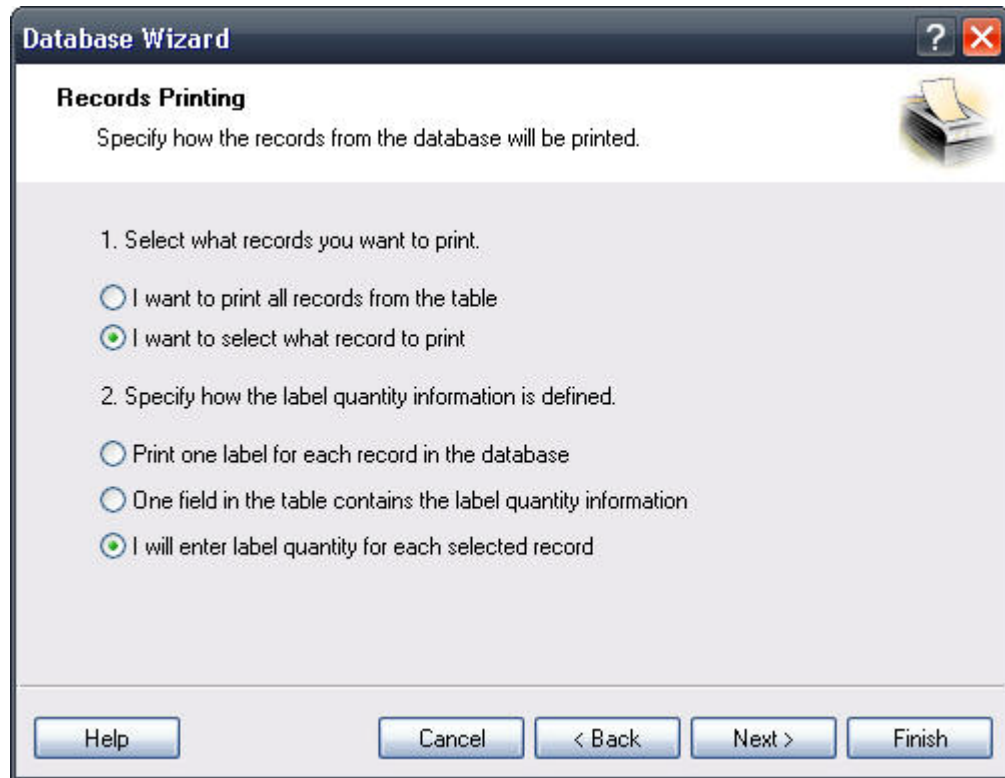 Database Wizard
?
Records Printing
Specify how the records from the database will be printed.
1. Select what records you want to print.
I want to print all records from the table
I want to select what record to print
2. Specify how the label quantity information is defined.
Print one label for each record in the database
One field in the table contains the label quantity information
I will enter label quantity for each selected record
Help Cancel < Back Next > Finish